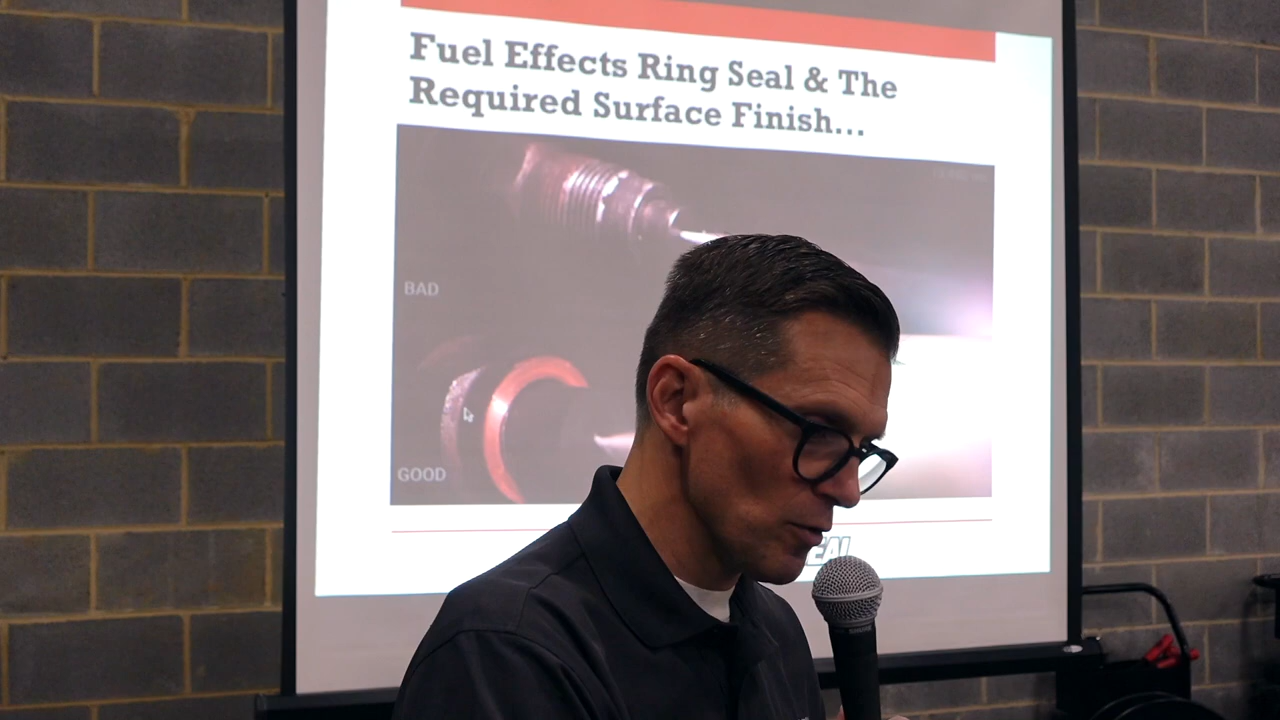 Fuel Effects Ring Seal & The
Required Surface Finish...
BAD
GOOD